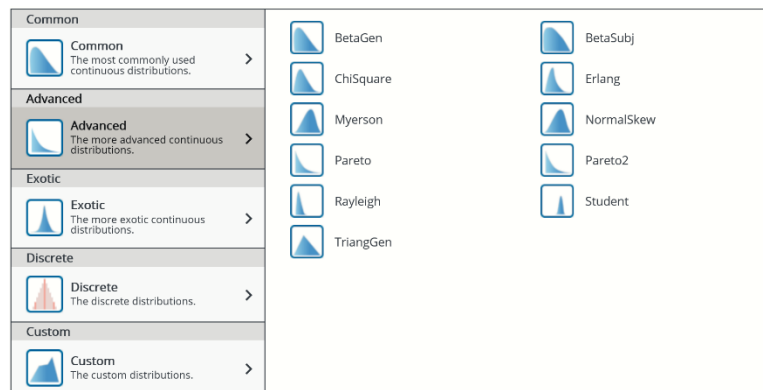 Common
Common
The most commonly used
continuous distributions.
Advanced
Advanced
The more advanced continuous
distributions.
Exotic
Exotic
The more exotic continuous
distributions.
Discrete
Discrete
The discrete distributions.
Custom
Custom
The custom distributions.
BetaGen
BetaSubj
ChiSquare
Erlang
Myerson
NormalSkew
Pareto
Pareto2
Rayleigh
Student
TriangGen